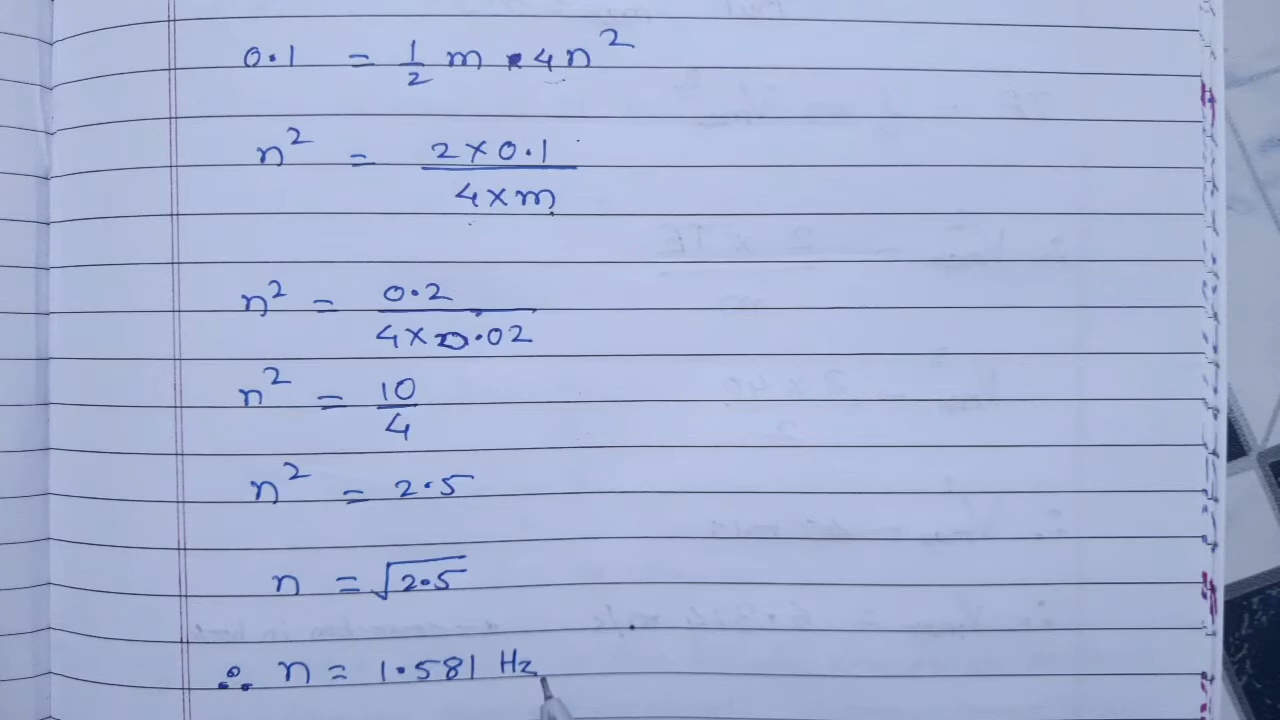 0.1 = 1/2 m × 4n²
n² = 2×0.1 / 4×m
n² = 0.2 / 4×0.02
n² = 10/4
n² = 2.5
n = √2.5
∴ n = 1.581 Hz